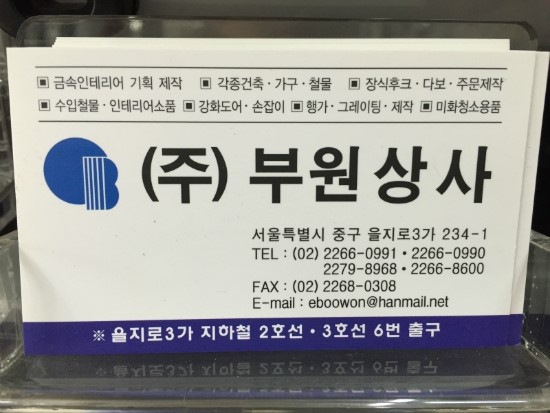 ▣ 금속인테리어 기획 제작 ▣ 각종건축·가구·철물 ▣ 장식후크·다보·주문제작
▣ 수입철물·인테리어소품 ▣ 강화도어·손잡이 ▣ 행가·그레이팅·제작 ▣ 미화청소용품
(주) 부원상사
서울특별시 중구 을지로3가 234-1
TEL : (02) 2266-0991 • 2266-0990
2279-8968 • 2266-8600
FAX : (02) 2268-0308
E-mail : eboowon@hanmail.net
※ 을지로3가 지하철 2호선·3호선 6번 출구